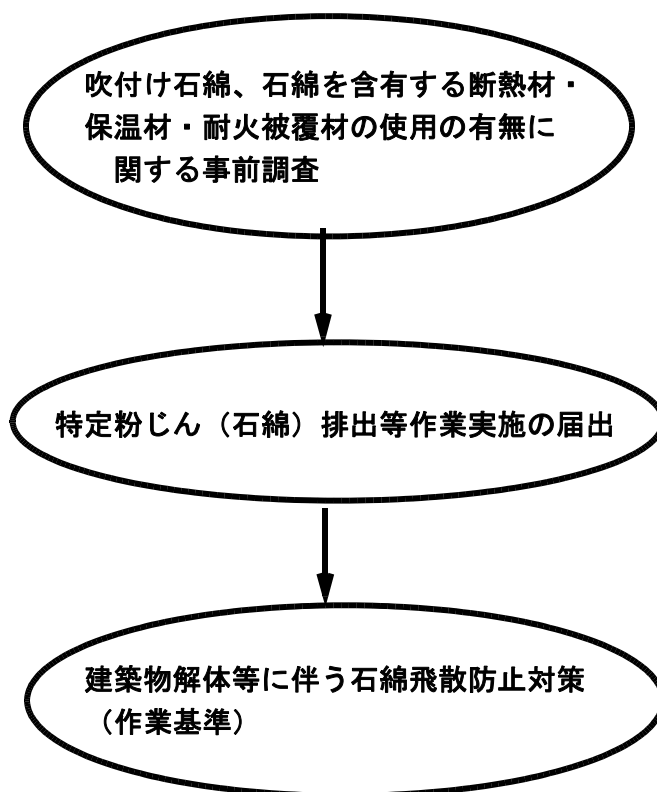 吹付け石綿、石綿を含有する断熱材・
保温材・耐火被覆材の使用の有無に
関する事前調査
特定粉じん（石綿）排出等作業実施の届出
建築物解体等に伴う石綿飛散防止対策
（作業基準）